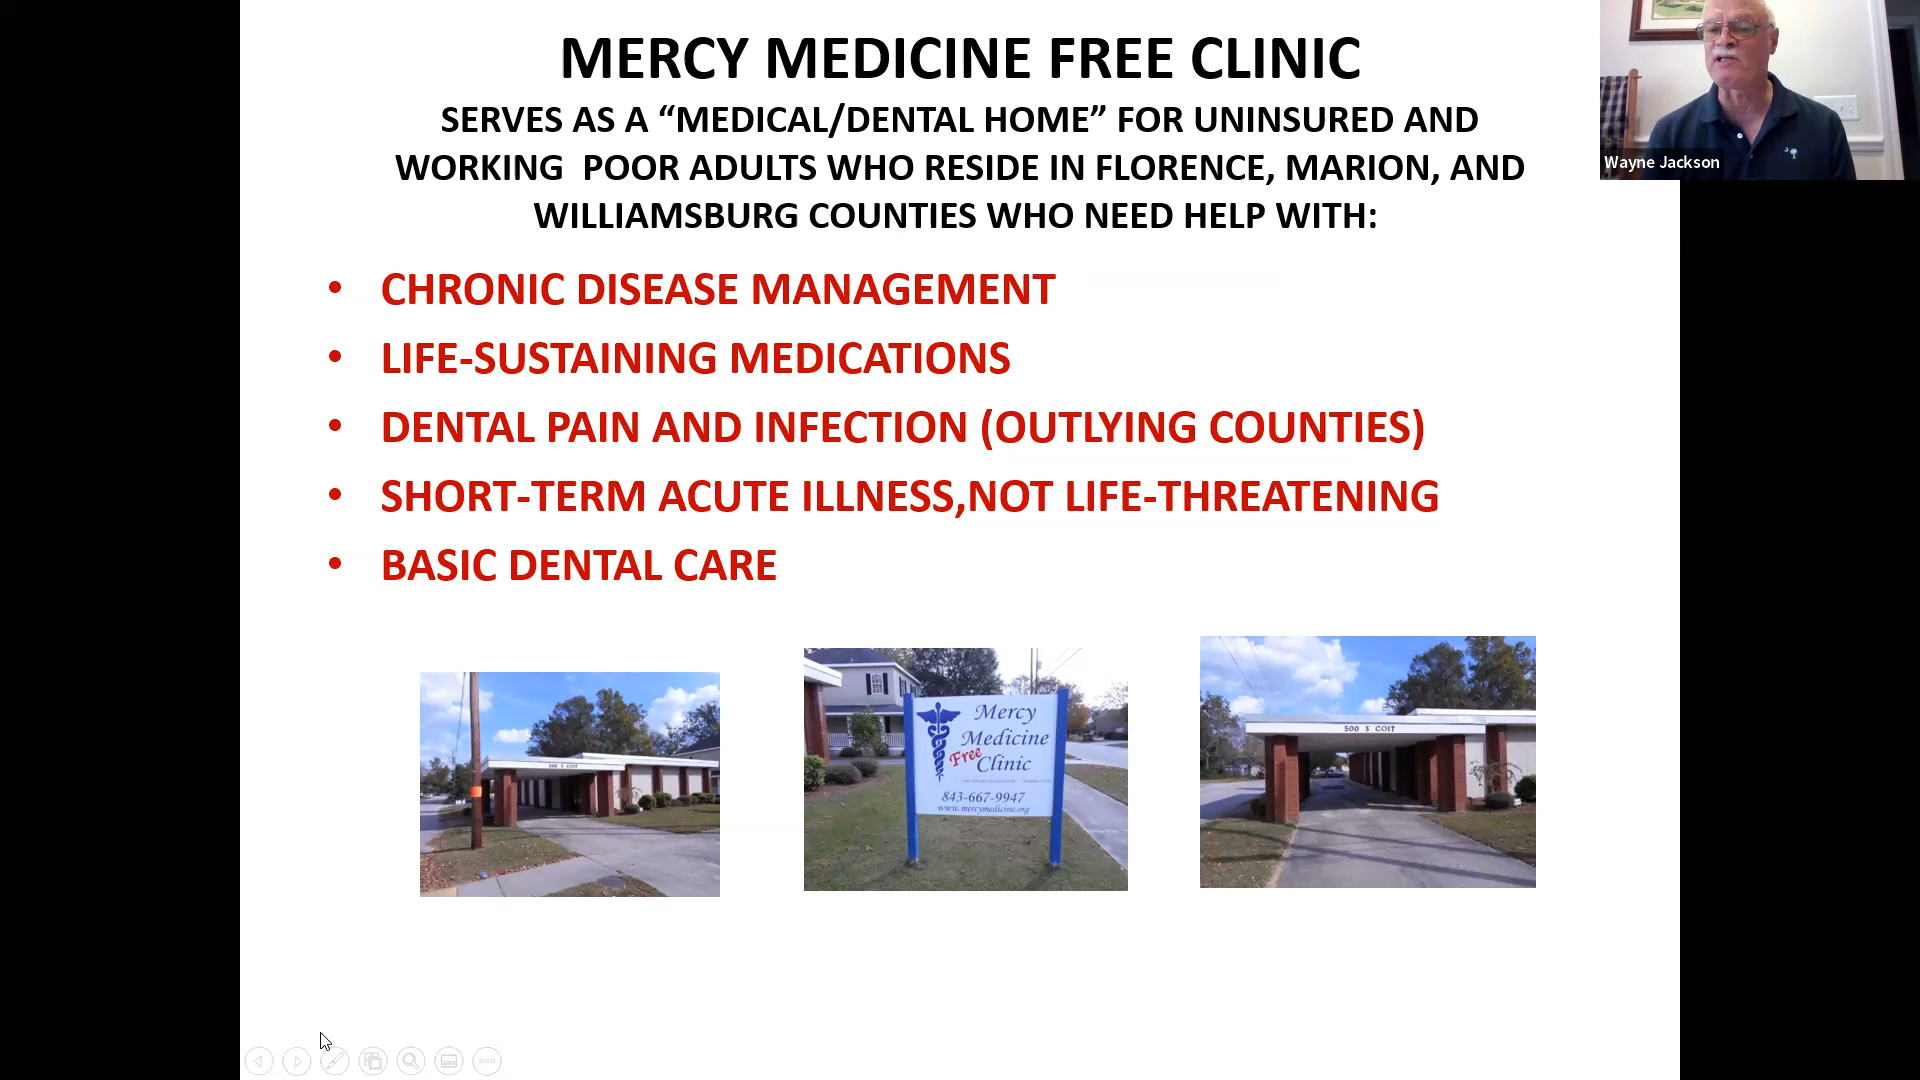 MERCY MEDICINE FREE CLINIC
SERVES AS A “MEDICAL/DENTAL HOME” FOR UNINSURED AND
WORKING POOR ADULTS WHO RESIDE IN FLORENCE, MARION, AND
WILLIAMSBURG COUNTIES WHO NEED HELP WITH:
• CHRONIC DISEASE MANAGEMENT
• LIFE-SUSTAINING MEDICATIONS
• DENTAL PAIN AND INFECTION (OUTLYING COUNTIES)
• SHORT-TERM ACUTE ILLNESS,NOT LIFE-THREATENING
• BASIC DENTAL CARE
Wayne Jackson
500 S COIT
Mercy
Medicine
Free Clinic
843-667-9947
www.mercymedicine.org
500 S COIT